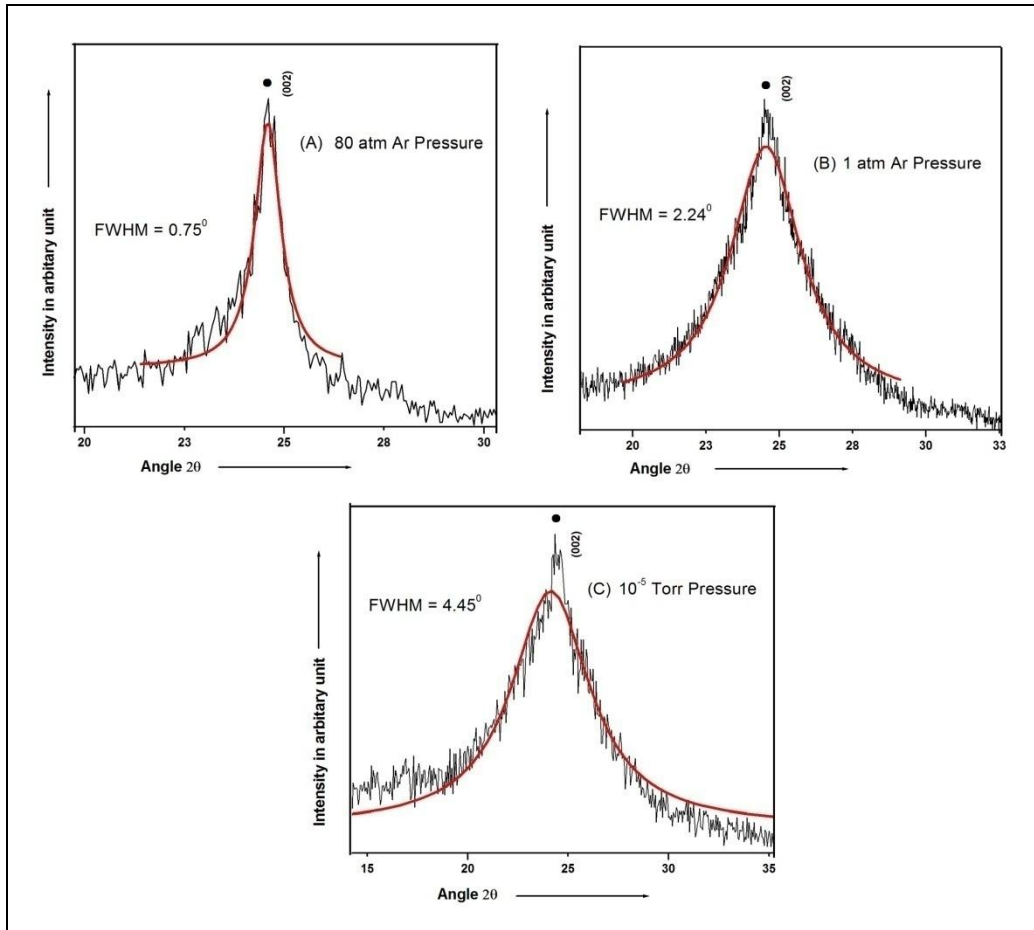 (002)
(A) 80 atm Ar Pressure
FWHM = 0.75⁰
Intensity in arbitary unit
20 23 25 28 30
Angle 2θ
(002)
(B) 1 atm Ar Pressure
FWHM = 2.24⁰
Intensity in arbitary unit
20 23 25 28 30 33
Angle 2θ
(002)
(C) 10⁻⁵ Torr Pressure
FWHM = 4.45⁰
Intensity in arbitary unit
15 20 25 30 35
Angle 2θ